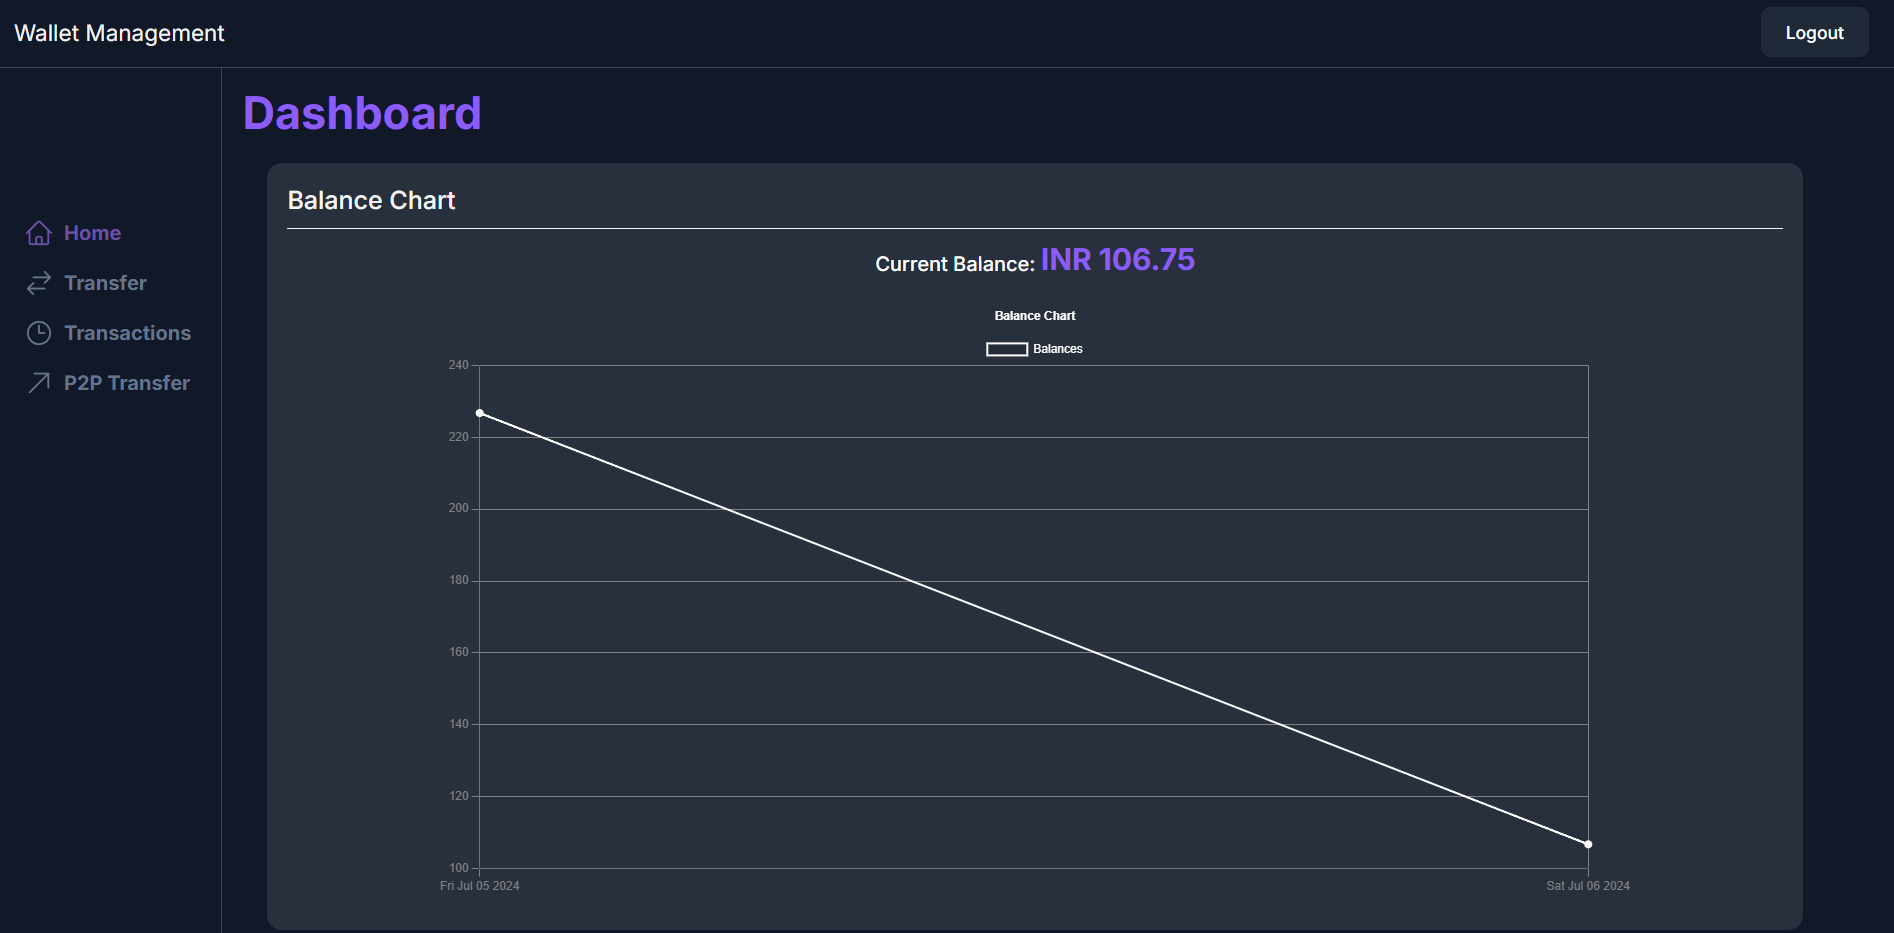 Wallet Management
Logout
Dashboard
Home
Transfer
Transactions
P2P Transfer
Balance Chart
Current Balance: INR 106.75
Balance Chart
Balances
240
220
200
180
160
140
120
100
Fri Jul 05 2024
Sat Jul 06 2024